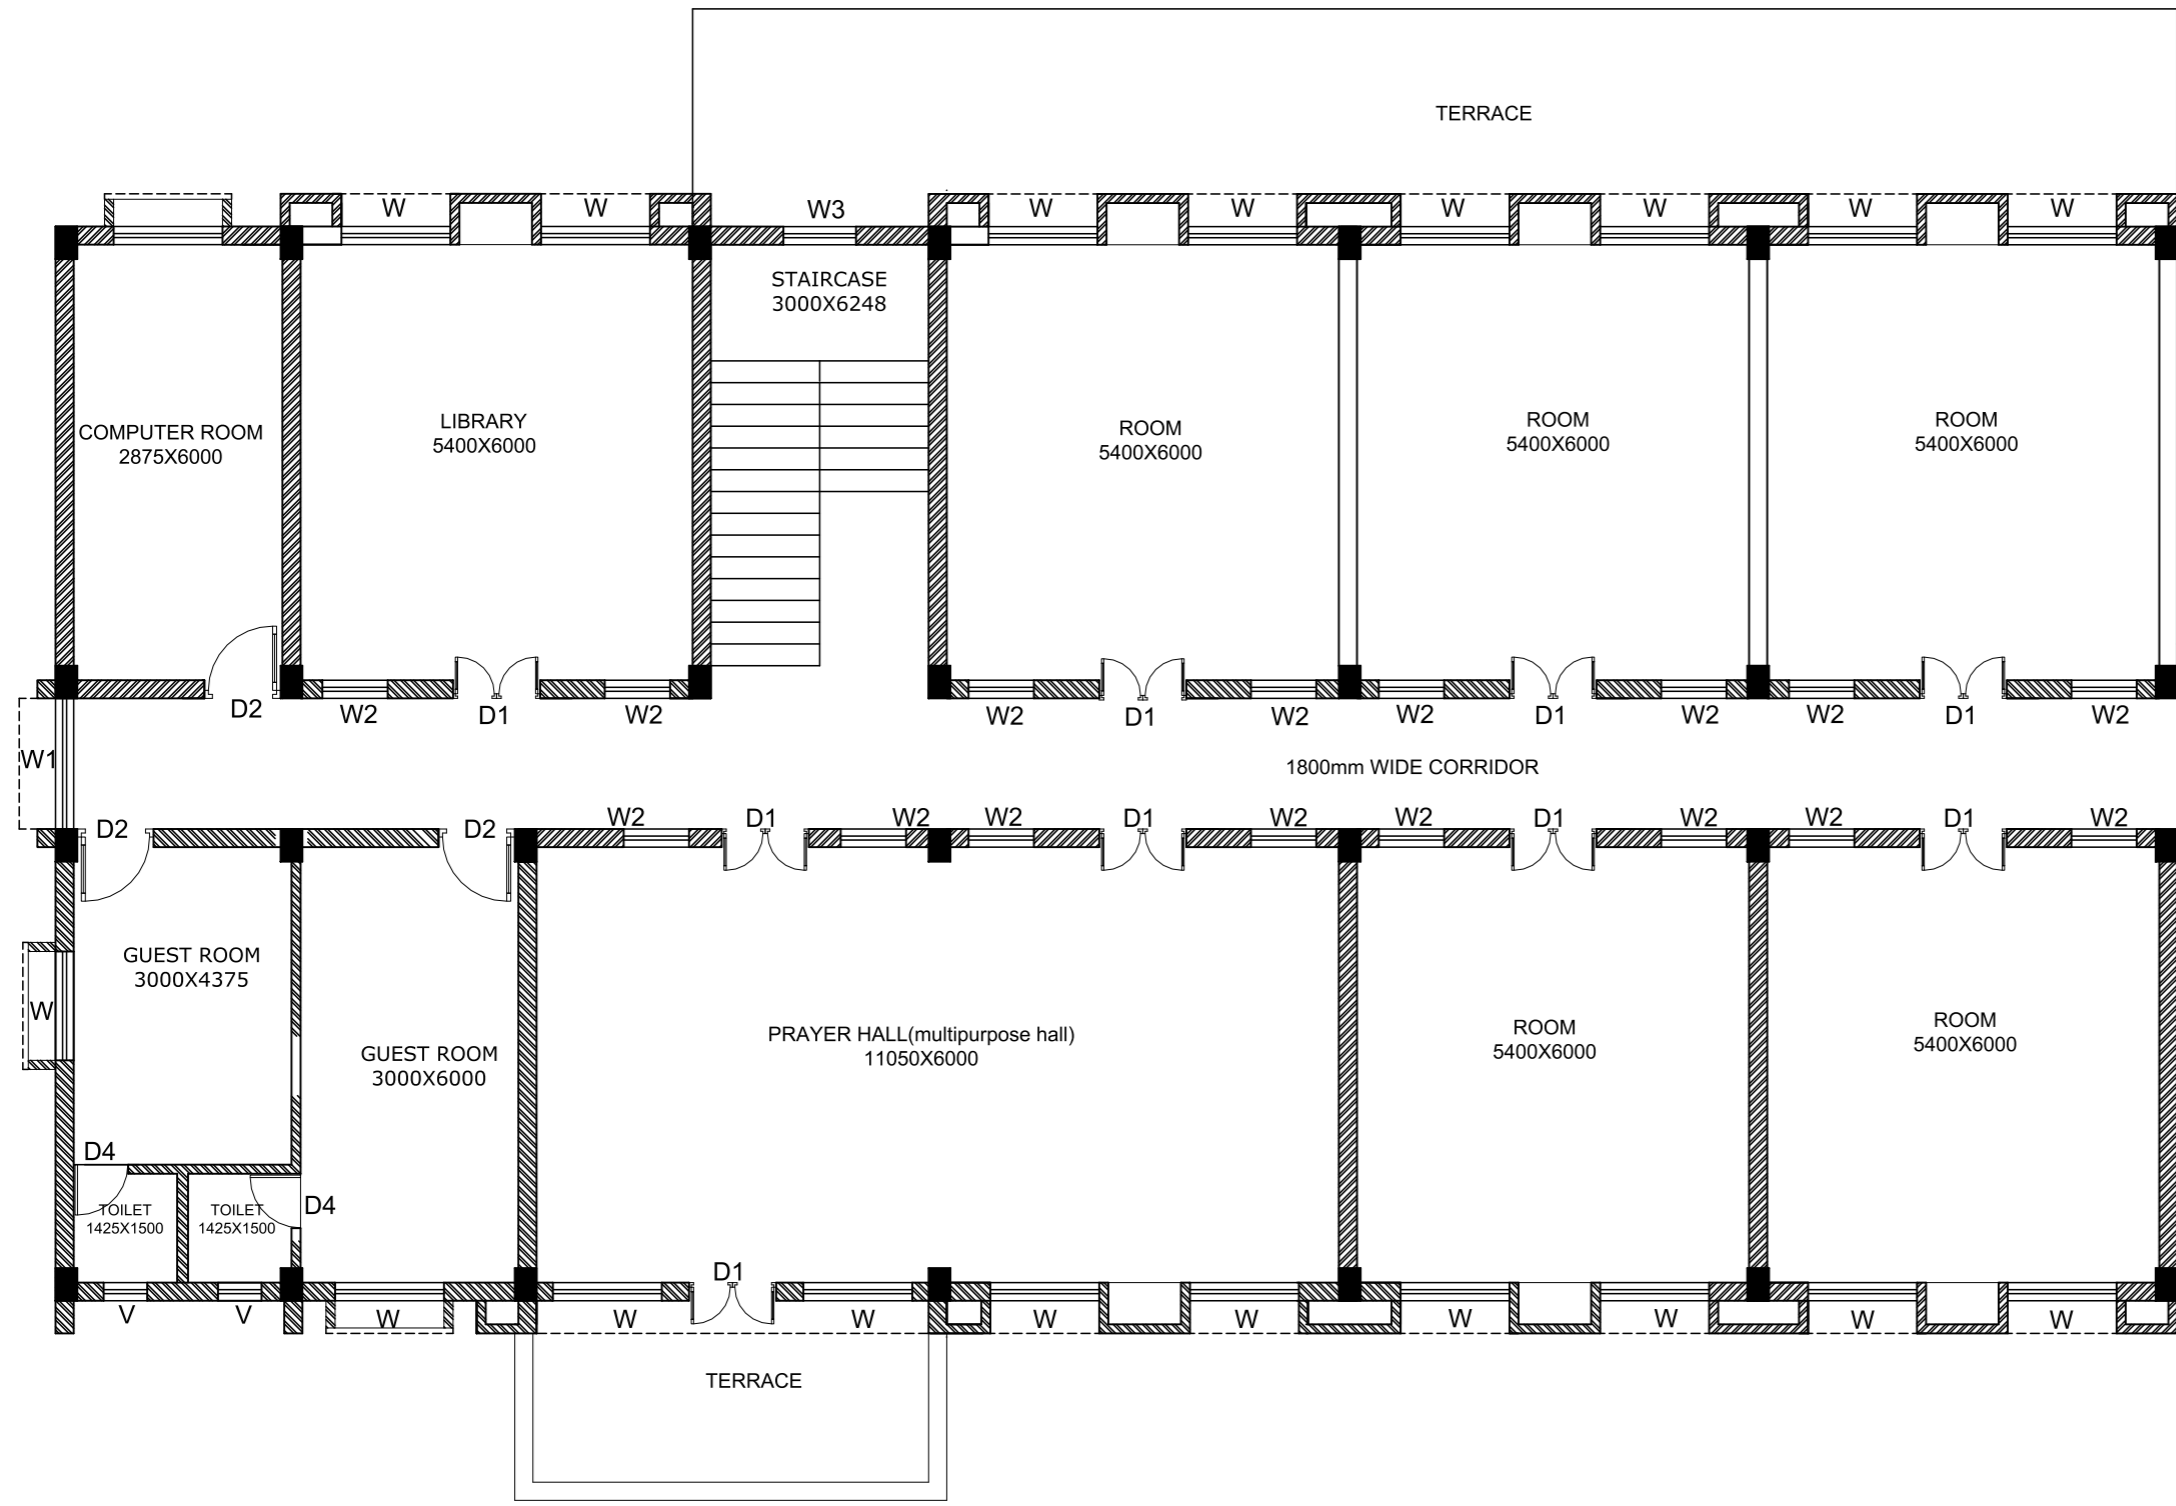 TERRACE
W
W
W3
W
W
W
W
W
W
STAIRCASE
3000X6248
COMPUTER ROOM
2875X6000
LIBRARY
5400X6000
ROOM
5400X6000
ROOM
5400X6000
ROOM
5400X6000
D2
W2
D1
W2
W2
D1
W2
W2
D1
W2
W2
D1
W2
W1
1800mm WIDE CORRIDOR
D2
D2
W2
D1
W2
W2
D1
W2
W2
D1
W2
W2
D1
W2
GUEST ROOM
3000X4375
W
GUEST ROOM
3000X6000
PRAYER HALL(multipurpose hall)
11050X6000
ROOM
5400X6000
ROOM
5400X6000
D4
TOILET
1425X1500
TOILET
1425X1500
D4
D1
V
V
W
W
W
W
W
W
W
W
W
TERRACE